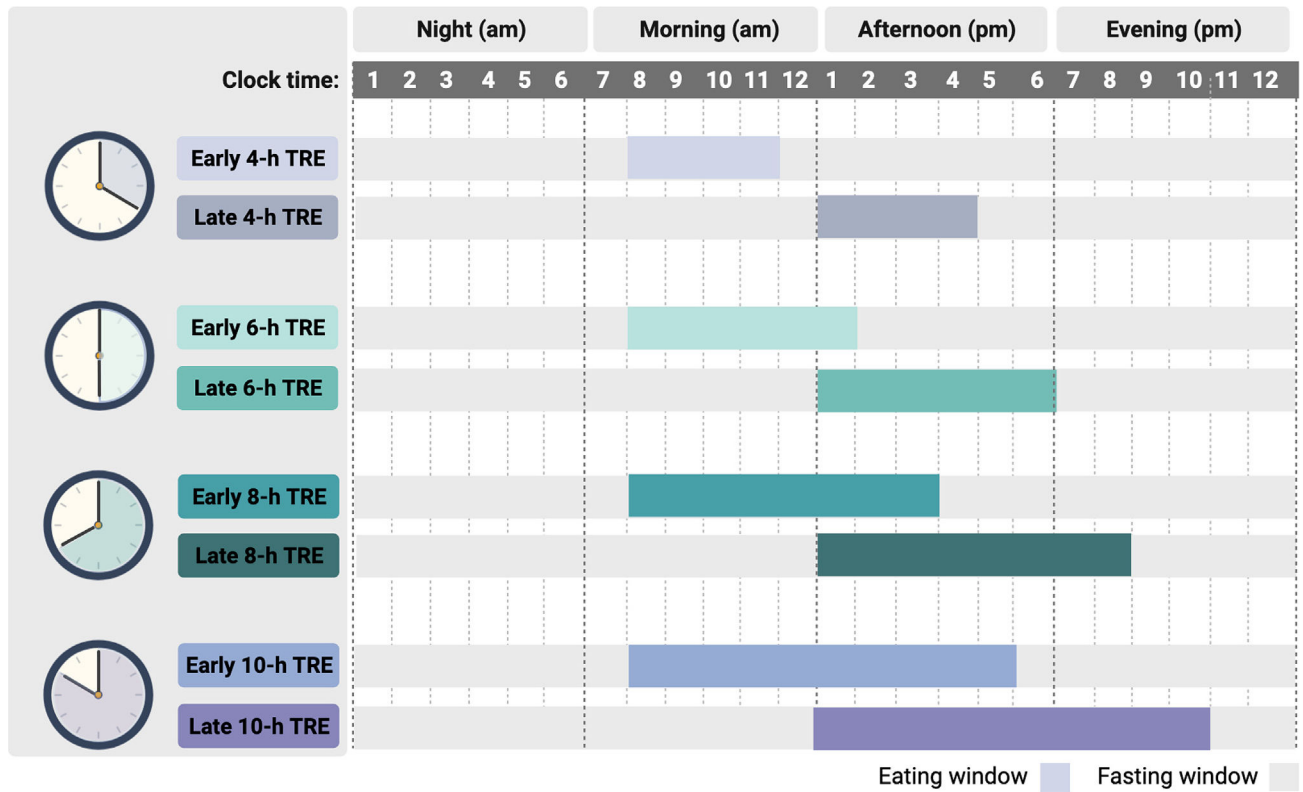 Night (am) Morning (am) Afternoon (pm) Evening (pm)
Clock time: 1 2 3 4 5 6 7 8 9 10 11 12 1 2 3 4 5 6 7 8 9 10 11 12
Early 4-h TRE
Late 4-h TRE
Early 6-h TRE
Late 6-h TRE
Early 8-h TRE
Late 8-h TRE
Early 10-h TRE
Late 10-h TRE
Eating window Fasting window